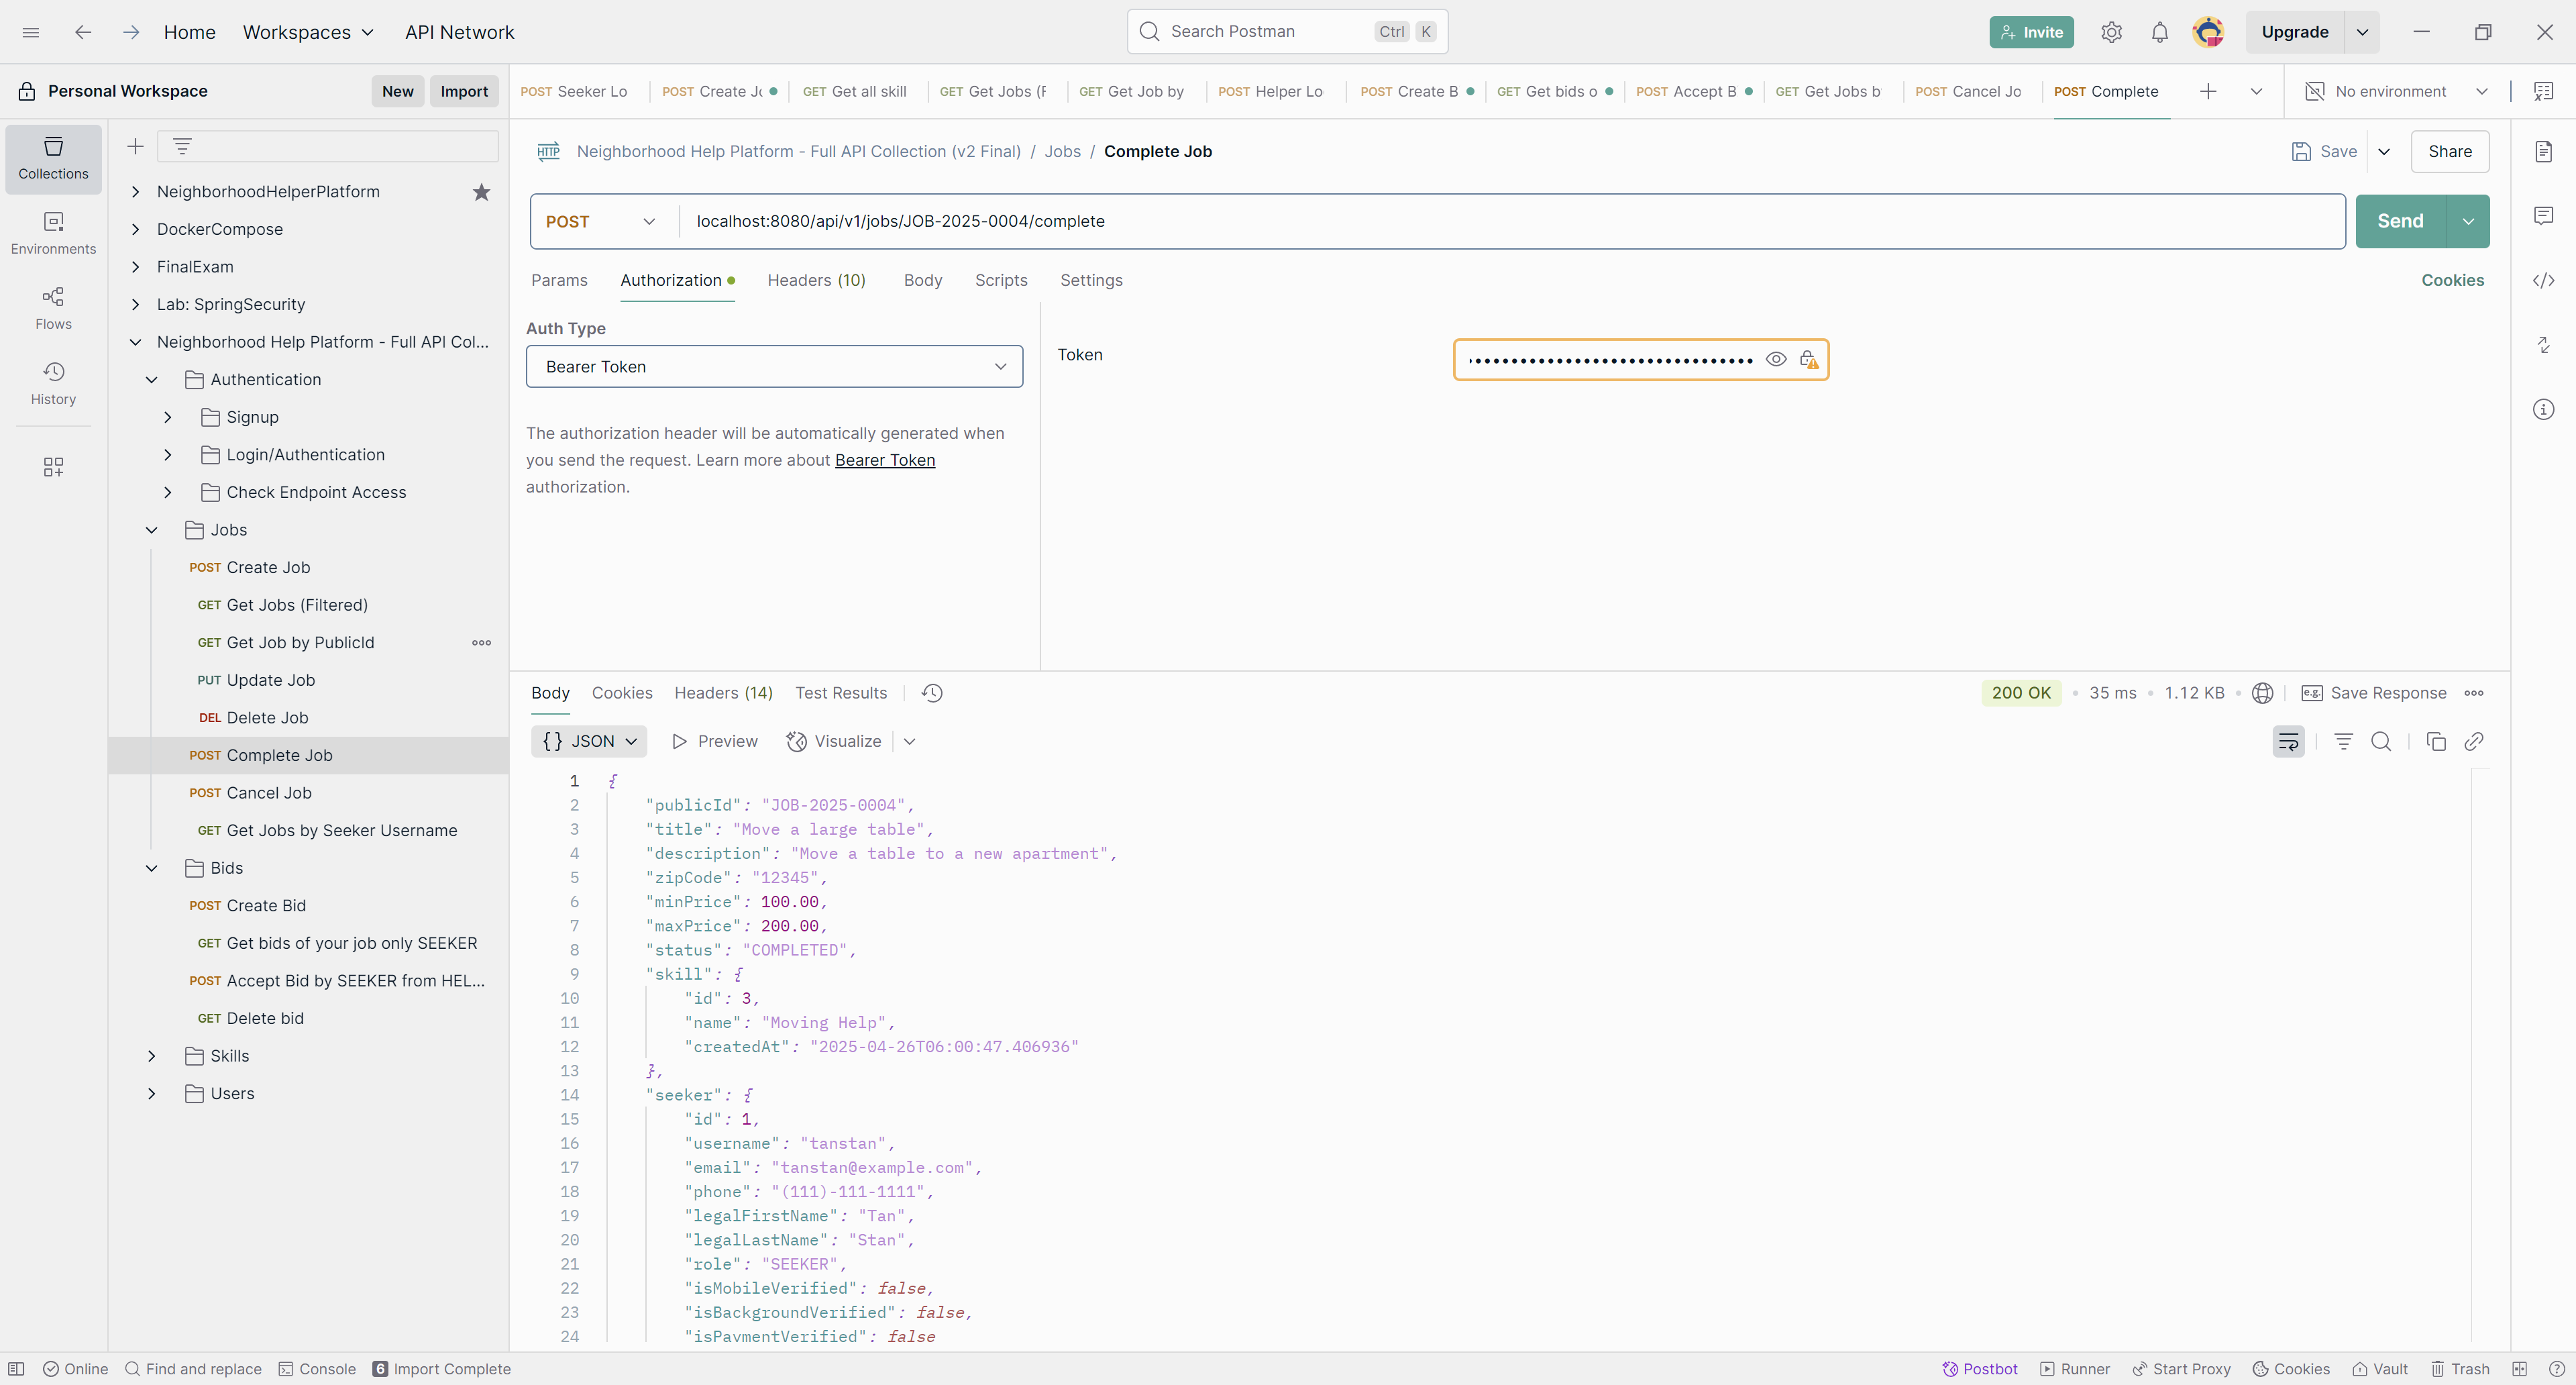 Home Workspaces API Network Search Postman Ctrl K Invite Upgrade
Personal Workspace New Import
POST Seeker Lo POST Create Jo GET Get all skill GET Get Jobs (F GET Get Job by POST Helper Lo POST Create B GET Get bids o POST Accept B GET Get Jobs b POST Cancel Jo POST Complete No environment
Collections
Environments
Flows
History
NeighborhoodHelperPlatform
DockerCompose
FinalExam
Lab: SpringSecurity
Neighborhood Help Platform - Full API Col...
Authentication
Signup
Login/Authentication
Check Endpoint Access
Jobs
POST Create Job
GET Get Jobs (Filtered)
GET Get Job by PublicId
PUT Update Job
DEL Delete Job
POST Complete Job
POST Cancel Job
GET Get Jobs by Seeker Username
Bids
POST Create Bid
GET Get bids of your job only SEEKER
POST Accept Bid by SEEKER from HEL...
GET Delete bid
Skills
Users
HTTP Neighborhood Help Platform - Full API Collection (v2 Final) / Jobs / Complete Job Save Share
POST localhost:8080/api/v1/jobs/JOB-2025-0004/complete Send
Params Authorization Headers (10) Body Scripts Settings Cookies
Auth Type
Bearer Token
The authorization header will be automatically generated when
you send the request. Learn more about Bearer Token
authorization.
Token
Body Cookies Headers (14) Test Results 200 OK 35 ms 1.12 KB e.g. Save Response
{} JSON Preview Visualize
1 {
2 "publicId": "JOB-2025-0004",
3 "title": "Move a large table",
4 "description": "Move a table to a new apartment",
5 "zipCode": "12345",
6 "minPrice": 100.00,
7 "maxPrice": 200.00,
8 "status": "COMPLETED",
9 "skill": {
10 "id": 3,
11 "name": "Moving Help",
12 "createdAt": "2025-04-26T06:00:47.406936"
13 },
14 "seeker": {
15 "id": 1,
16 "username": "tanstan",
17 "email": "tanstan@example.com",
18 "phone": "(111)-111-1111",
19 "legalFirstName": "Tan",
20 "legalLastName": "Stan",
21 "role": "SEEKER",
22 "isMobileVerified": false,
23 "isBackgroundVerified": false,
24 "isPaymentVerified": false
Online Find and replace Console 6 Import Complete Postbot Runner Start Proxy Cookies Vault Trash